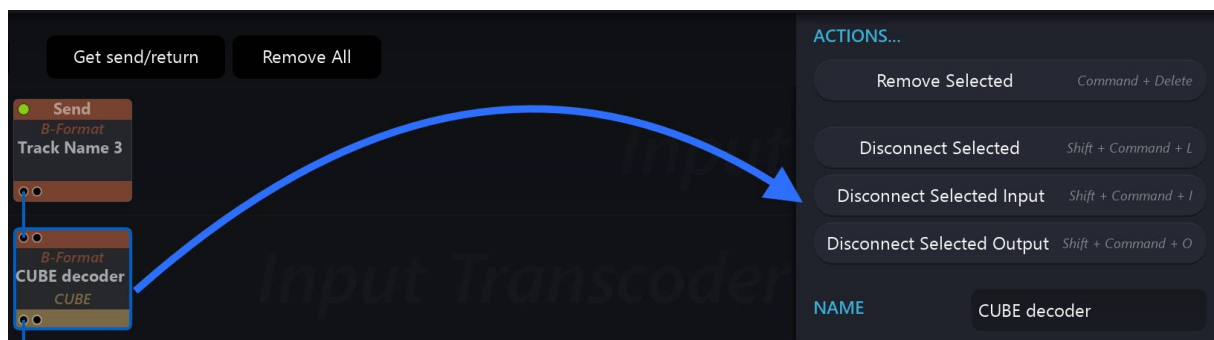 Get send/return
Remove All
Send
B-Format
Track Name 3
Input
B-Format
CUBE decoder
CUBE
Input Transcoder
ACTIONS...
Remove Selected Command + Delete
Disconnect Selected Shift + Command + L
Disconnect Selected Input Shift + Command + I
Disconnect Selected Output Shift + Command + O
NAME CUBE decoder